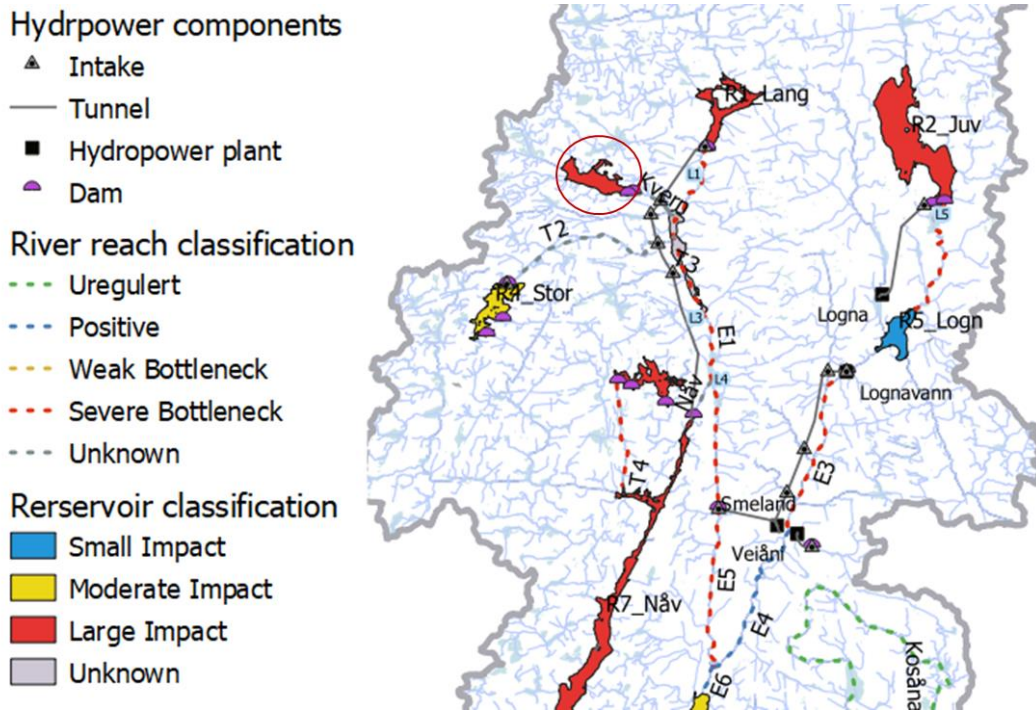 Hydrpower components
Intake
Tunnel
Hydropower plant
Dam
River reach classification
Uregulert
Positive
Weak Bottleneck
Severe Bottleneck
Unknown
Rerservoir classification
Small Impact
Moderate Impact
Large Impact
Unknown
R1_Lang
R2_Juv
L1
Kvern
L5
T2
T3
R4_Stor
Logna
R5_Logn
L3
E1
L4
Lognavann
Nåv
T4
E3
Smeland
Veiånf
E5
R7_Nåv
E4
Kosåna
E6